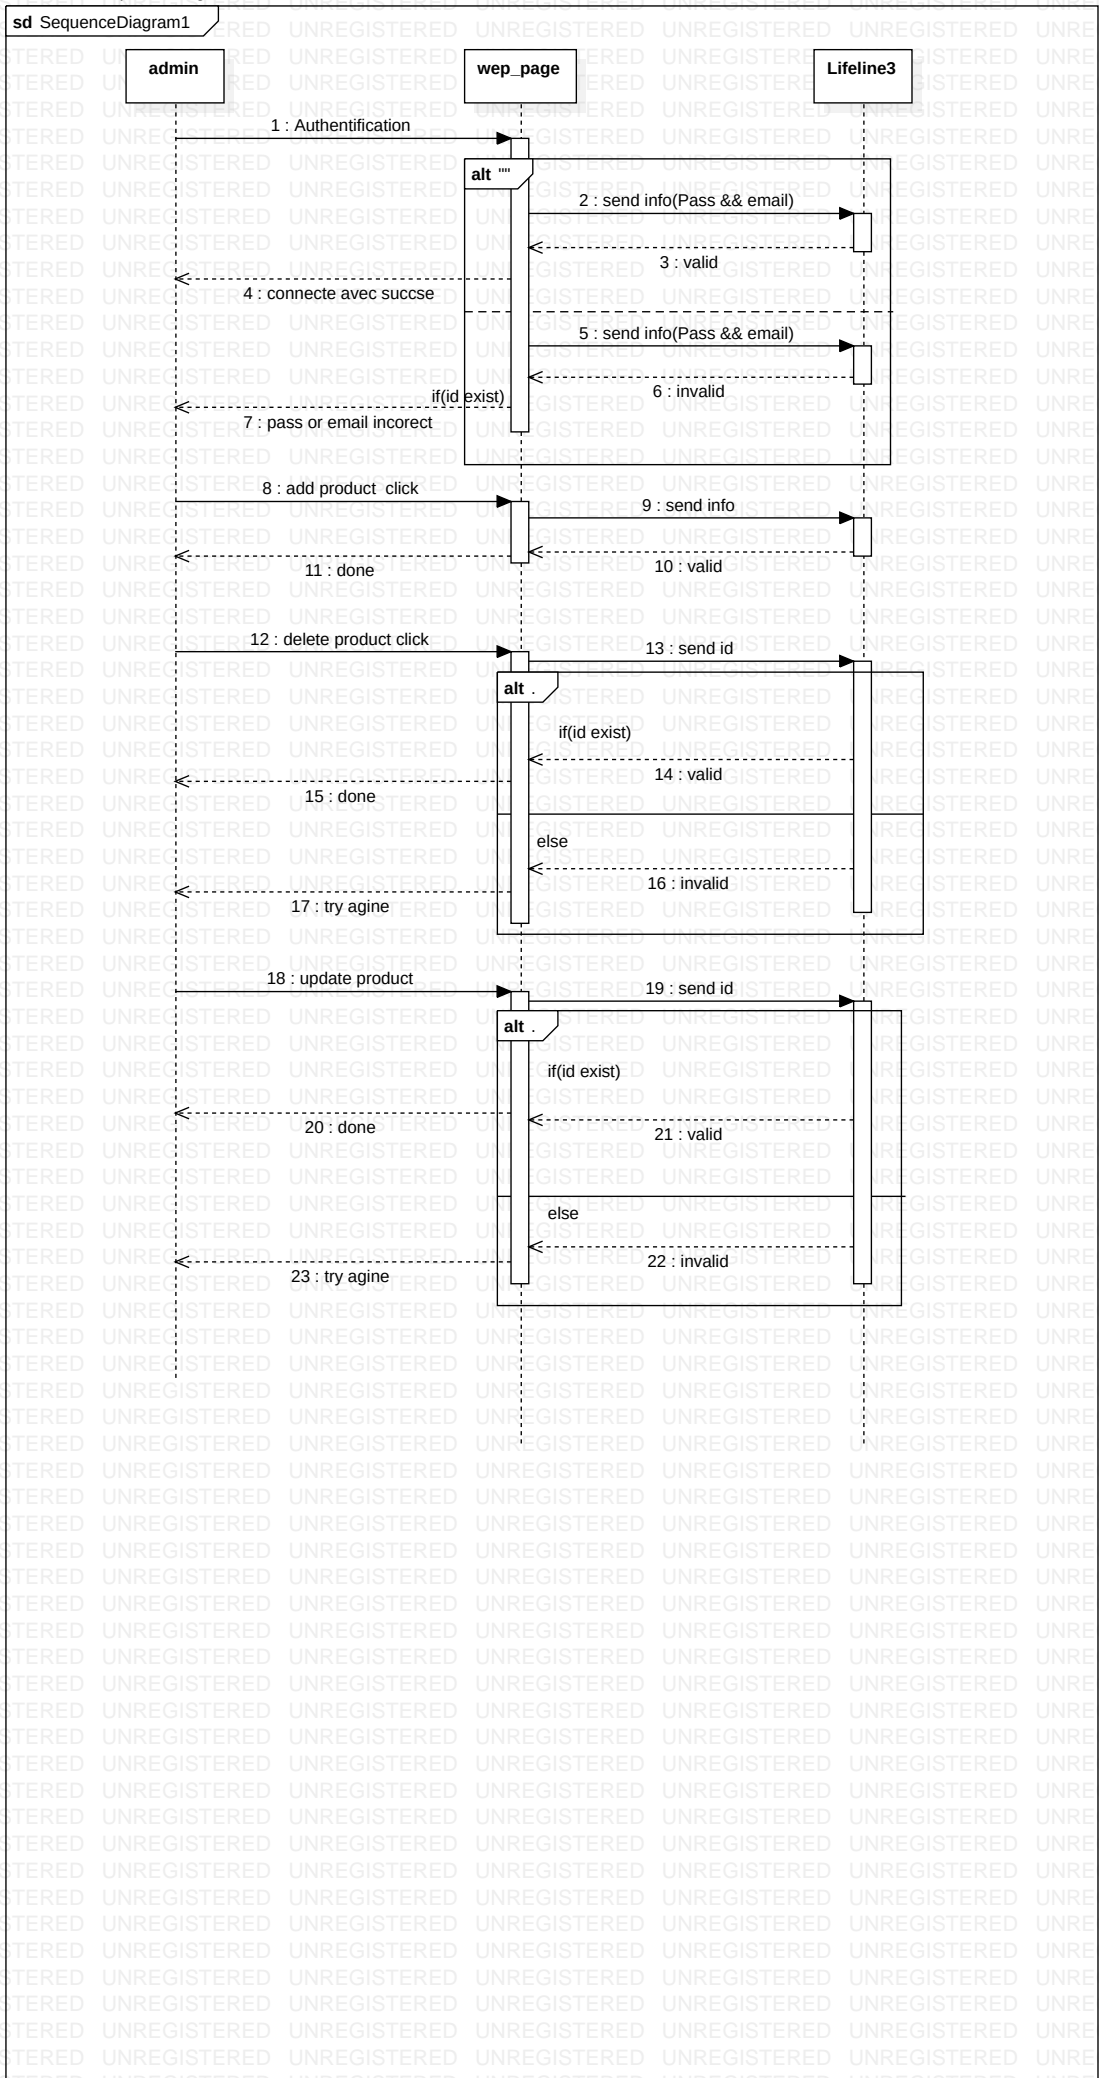 sd SequenceDiagram1
admin
wep_page
Lifeline3
1 : Authentification
alt ""
2 : send info(Pass && email)
3 : valid
4 : connecte avec succse
5 : send info(Pass && email)
6 : invalid
if(id exist)
7 : pass or email incorect
8 : add product  click
9 : send info
10 : valid
11 : done
12 : delete product click
13 : send id
alt .
if(id exist)
14 : valid
15 : done
else
16 : invalid
17 : try agine
18 : update product
19 : send id
alt .
if(id exist)
20 : done
21 : valid
else
22 : invalid
23 : try agine
UNREGISTERED